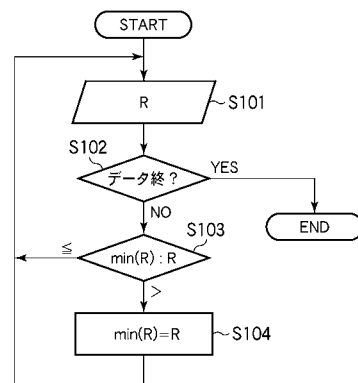 START
R
S101
S102
データ終？
YES
NO
END
S103
≦
min(R) : R
>
min(R)=R
S104